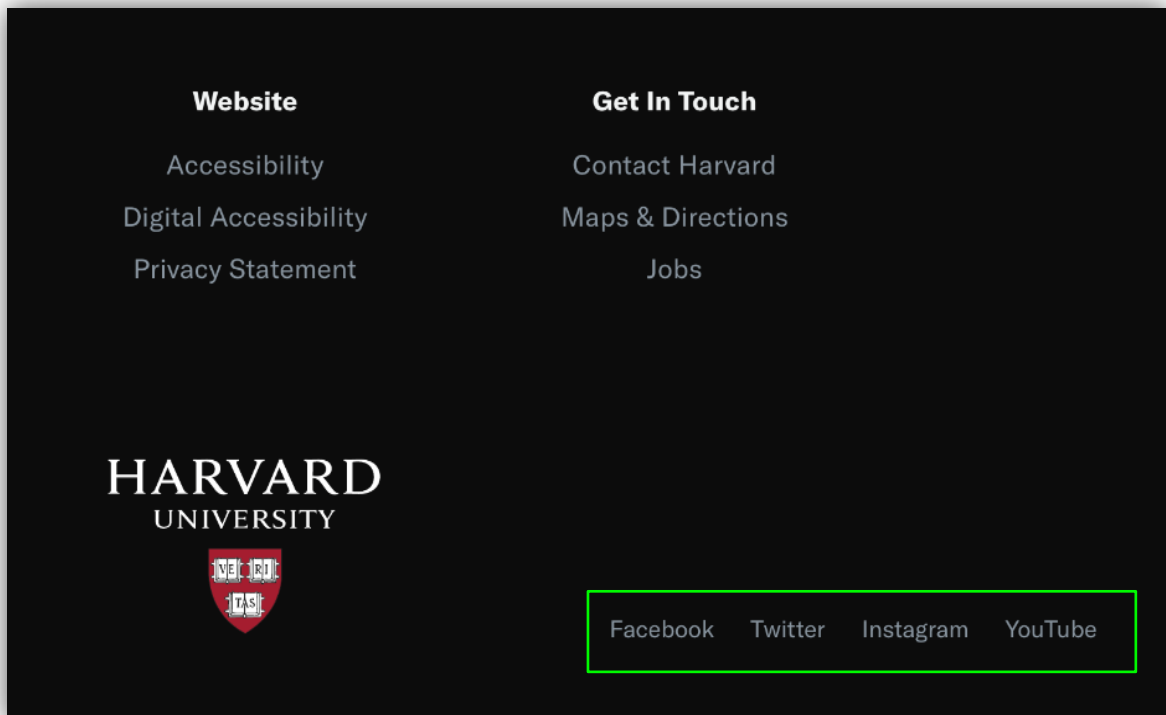 Website
Accessibility
Digital Accessibility
Privacy Statement
Get In Touch
Contact Harvard
Maps & Directions
Jobs
HARVARD
UNIVERSITY
VE RI
TAS
Facebook Twitter Instagram YouTube